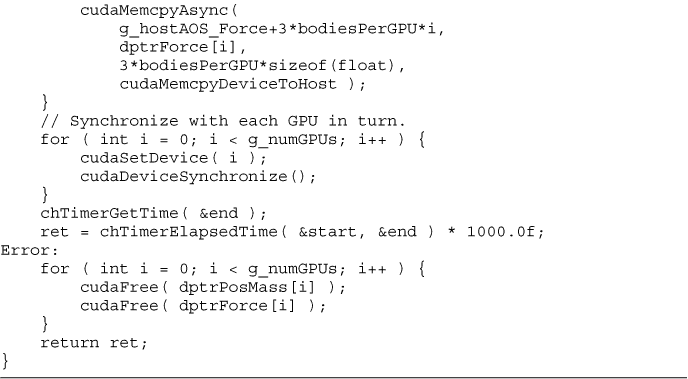 cudaMemcpyAsync(
            g_hostAOS_Force+3*bodiesPerGPU*i,
            dptrForce[i],
            3*bodiesPerGPU*sizeof(float),
            cudaMemcpyDeviceToHost );
    }
    // Synchronize with each GPU in turn.
    for ( int i = 0; i < g_numGPUs; i++ ) {
        cudaSetDevice( i );
        cudaDeviceSynchronize();
    }
    chTimerGetTime( &end );
    ret = chTimerElapsedTime( &start, &end ) * 1000.0f;
Error:
    for ( int i = 0; i < g_numGPUs; i++ ) {
        cudaFree( dptrPosMass[i] );
        cudaFree( dptrForce[i] );
    }
    return ret;
}